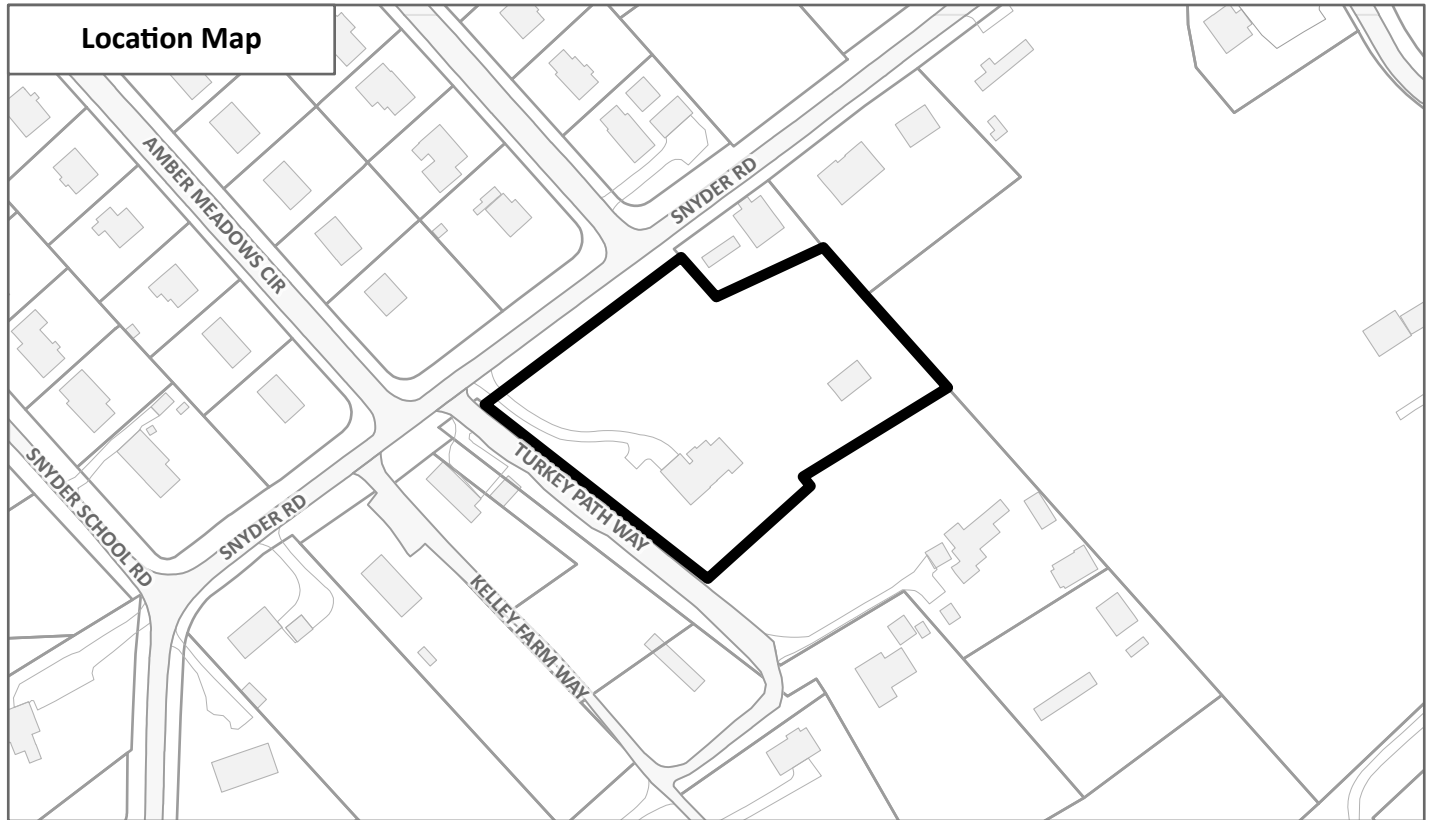 Location Map
AMBER MEADOWS CIR
SNYDER RD
SNYDER SCHOOL RD
SNYDER RD
TURKEY PATH WAY
KELLEY FARM WAY